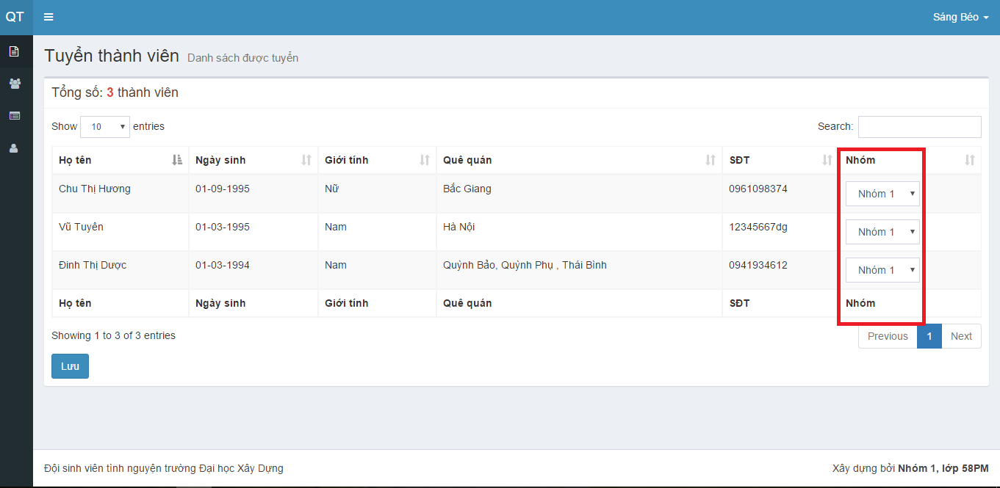 QT Sáng Béo
Tuyển thành viên Danh sách được tuyển
Tổng số: 3 thành viên
Show 10 entries Search:
Họ tên Ngày sinh Giới tính Quê quán SĐT Nhóm
Chu Thị Hương 01-09-1995 Nữ Bắc Giang 0961098374 Nhóm 1
Vũ Tuyên 01-03-1995 Nam Hà Nội 12345667dg Nhóm 1
Đinh Thị Dược 01-03-1994 Nam Quỳnh Bảo, Quỳnh Phụ , Thái Bình 0941934612 Nhóm 1
Họ tên Ngày sinh Giới tính Quê quán SĐT Nhóm
Showing 1 to 3 of 3 entries Previous 1 Next
Lưu
Đội sinh viên tình nguyện trường Đại học Xây Dựng Xây dựng bởi Nhóm 1, lớp 58PM